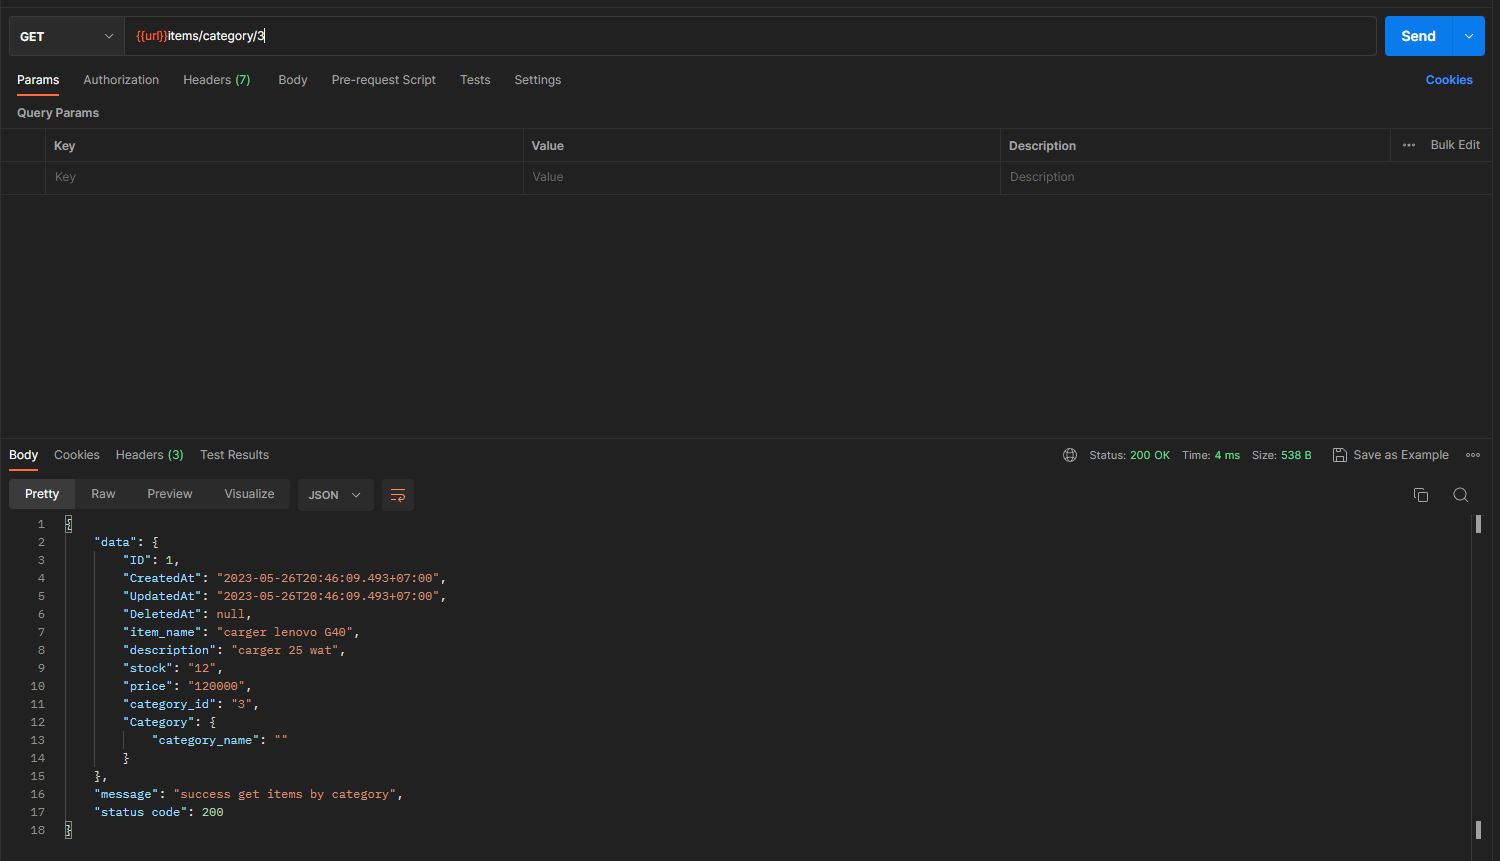 GET {{url}}items/category/3 Send
Params Authorization Headers (7) Body Pre-request Script Tests Settings Cookies
Query Params
Key Value Description ••• Bulk Edit
Key Value Description
Body Cookies Headers (3) Test Results Status: 200 OK Time: 4 ms Size: 538 B Save as Example
Pretty Raw Preview Visualize JSON
1 {
2 "data": {
3 "ID": 1,
4 "CreatedAt": "2023-05-26T20:46:09.493+07:00",
5 "UpdatedAt": "2023-05-26T20:46:09.493+07:00",
6 "DeletedAt": null,
7 "item_name": "carger lenovo G40",
8 "description": "carger 25 wat",
9 "stock": "12",
10 "price": "120000",
11 "category_id": "3",
12 "Category": {
13 "category_name": ""
14 }
15 },
16 "message": "success get items by category",
17 "status code": 200
18 }